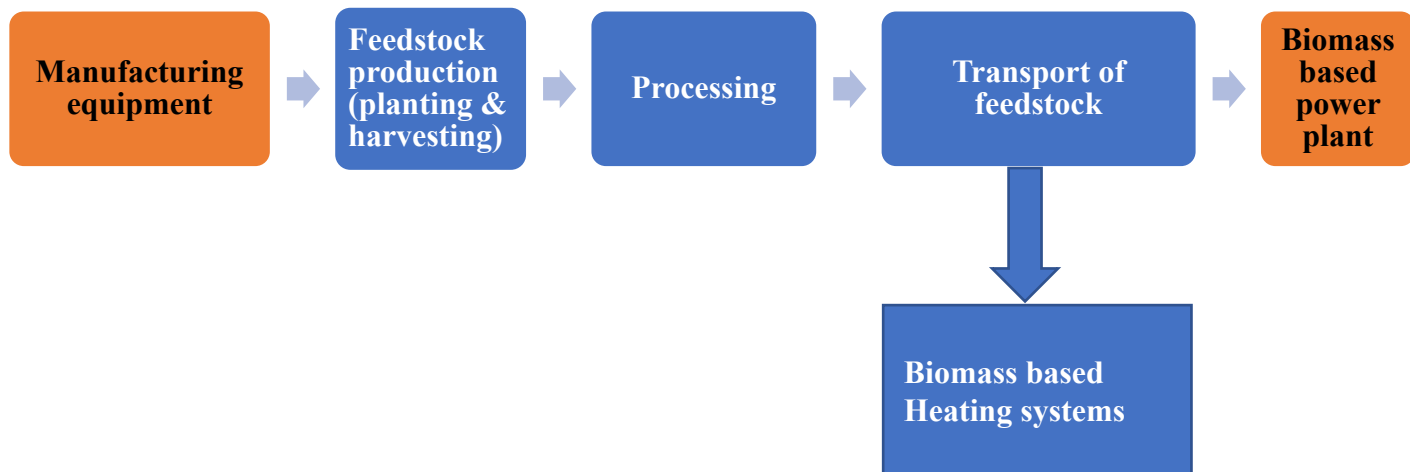 Manufacturing
equipment
Feedstock
production
(planting &
harvesting)
Processing
Transport of
feedstock
Biomass
based
power
plant
Biomass based
Heating systems